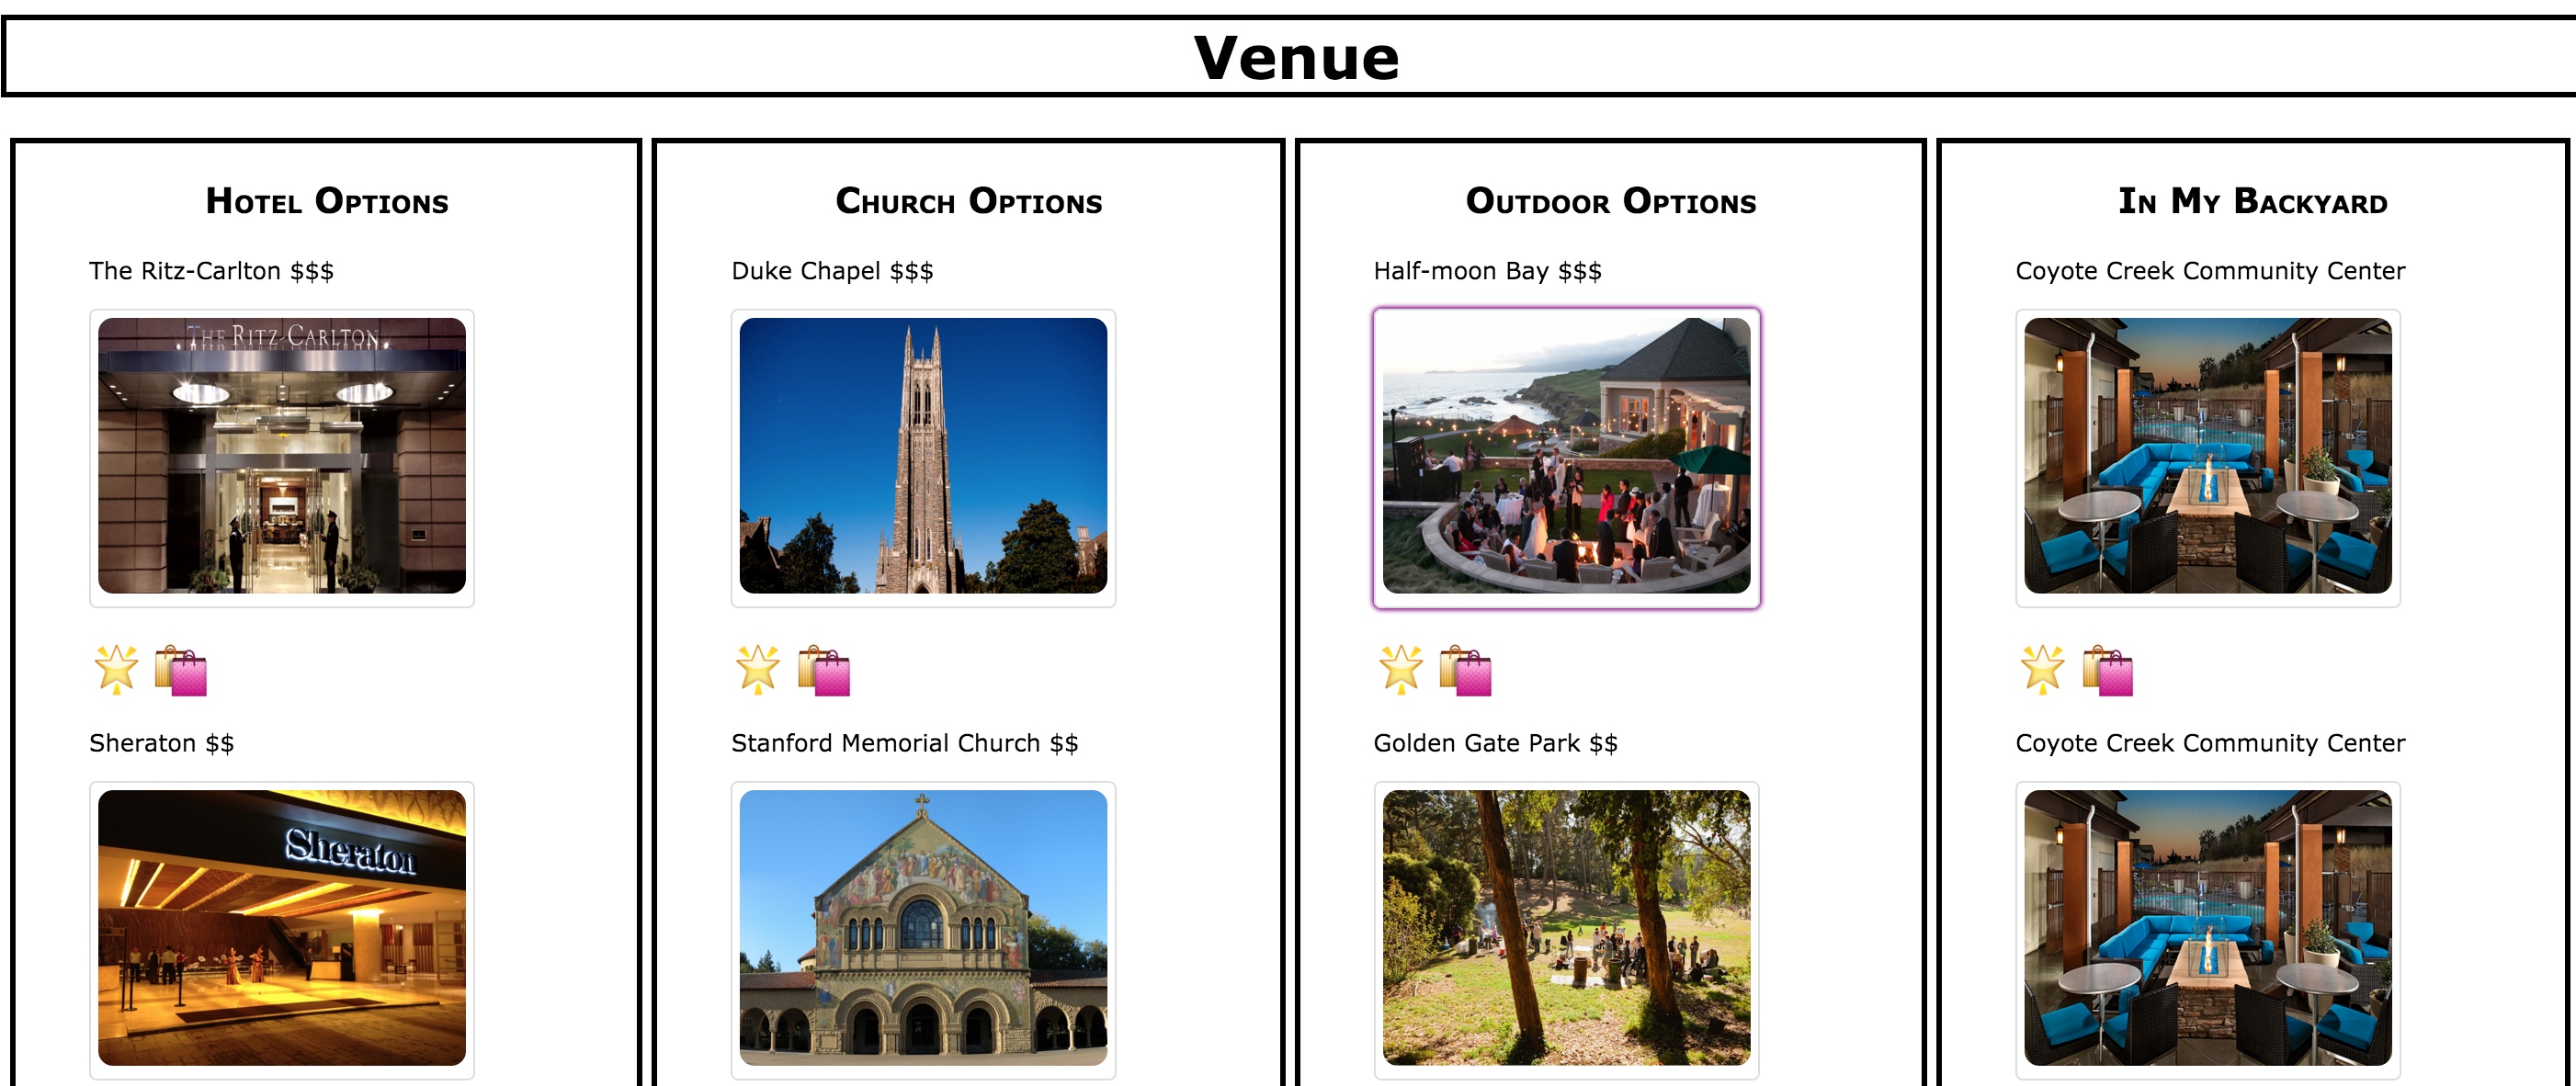 Venue
Hotel Options
The Ritz-Carlton $$$
THE RITZ-CARLTON
Sheraton $$
Sheraton
Church Options
Duke Chapel $$$
Stanford Memorial Church $$
Outdoor Options
Half-moon Bay $$$
Golden Gate Park $$
In My Backyard
Coyote Creek Community Center
Coyote Creek Community Center